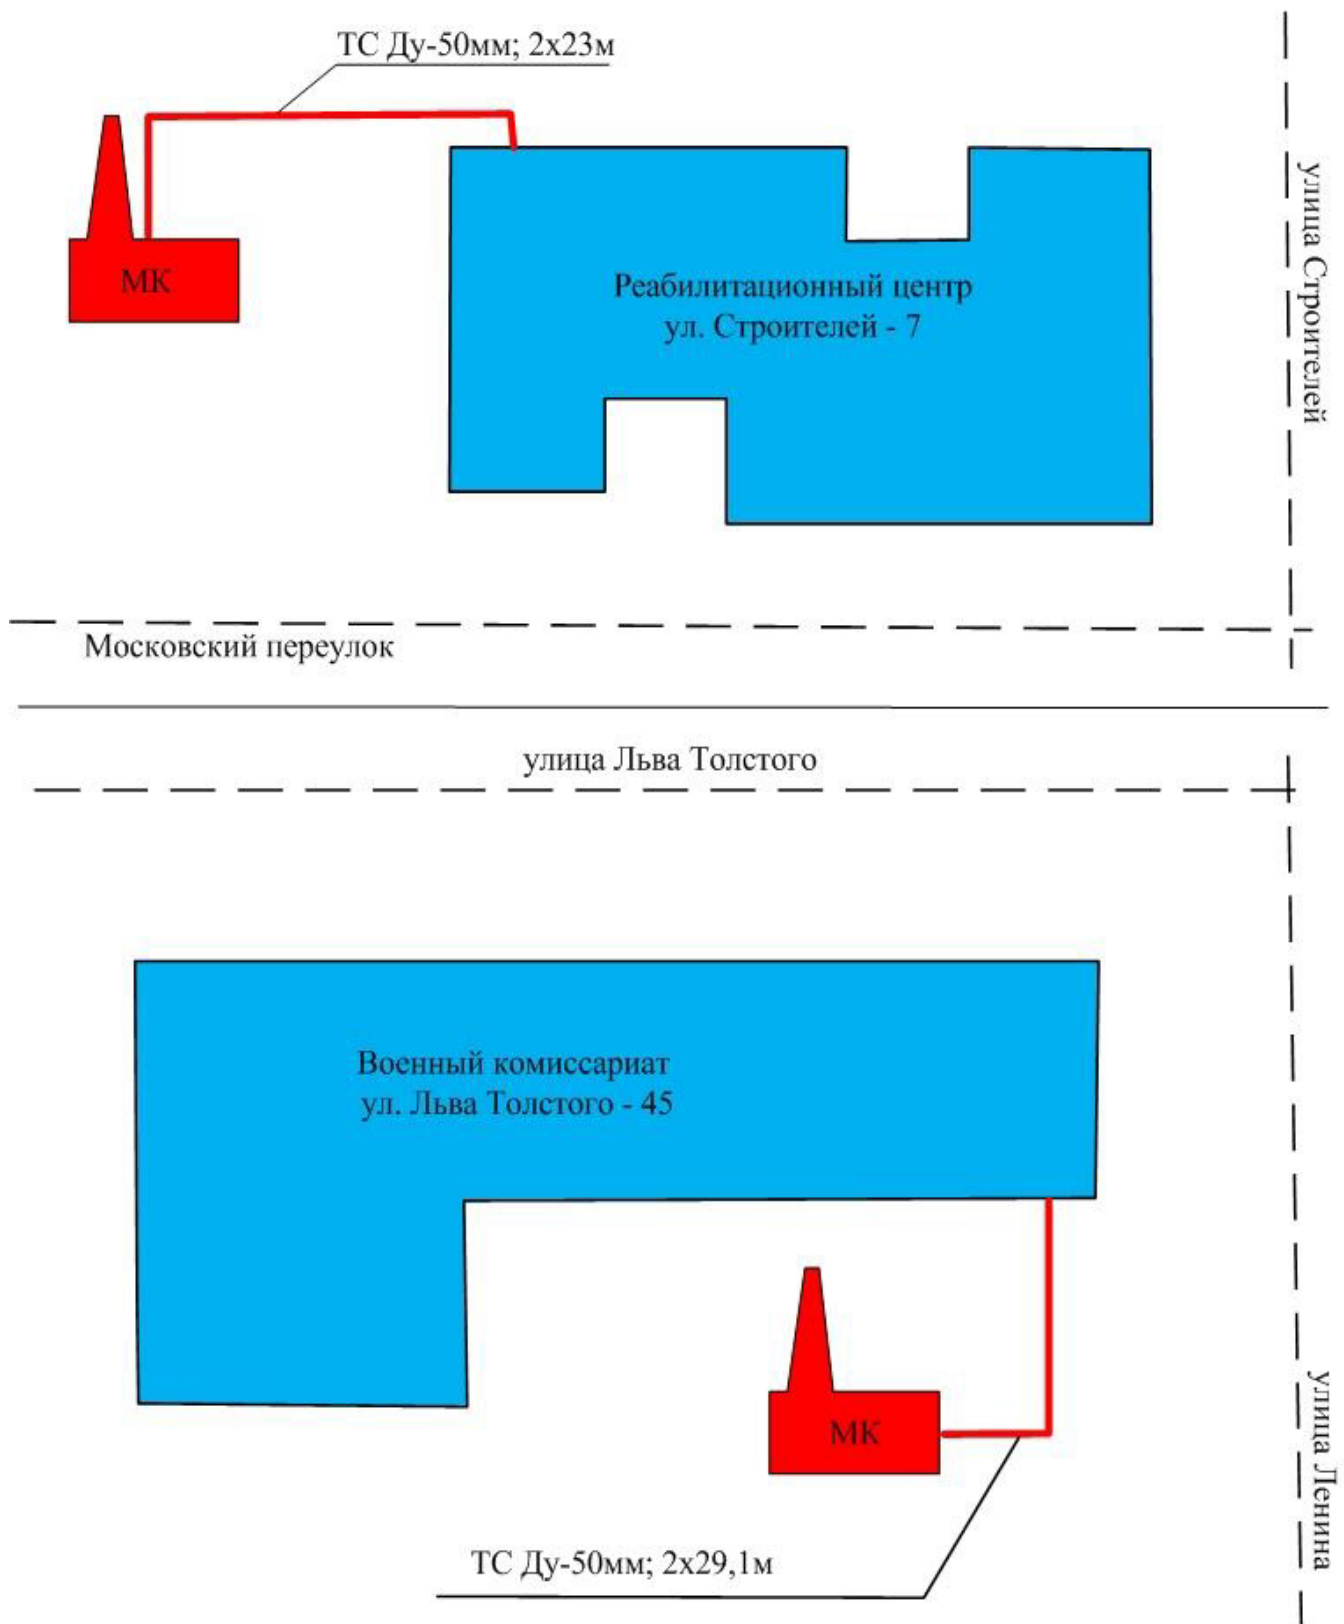 ТС Ду-50мм; 2х23м
МК
Реабилитационный центр
ул. Строителей - 7
улица Строителей
Московский переулок
улица Льва Толстого
Военный комиссариат
ул. Льва Толстого - 45
МК
улица Ленина
ТС Ду-50мм; 2х29,1м